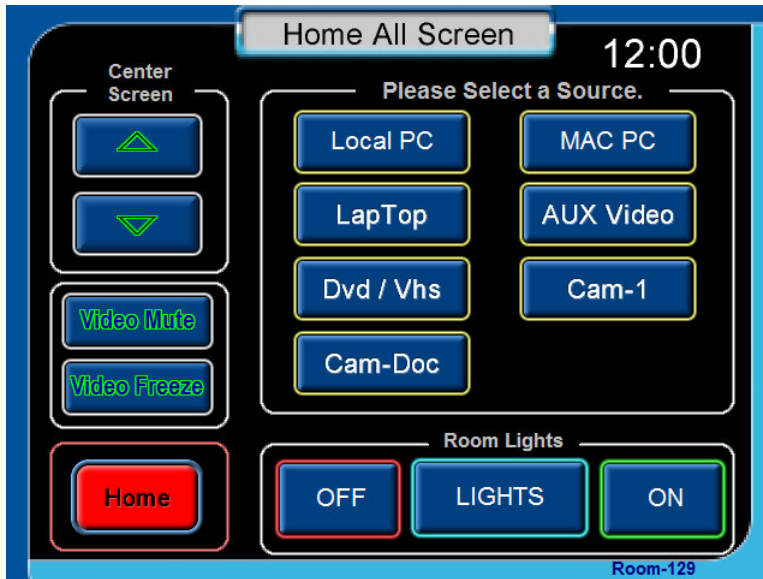 Home All Screen
12:00
Center
Screen
Please Select a Source.
Local PC
MAC PC
LapTop
AUX Video
Dvd / Vhs
Cam-1
Cam-Doc
Video Mute
Video Freeze
Home
Room Lights
OFF
LIGHTS
ON
Room-129